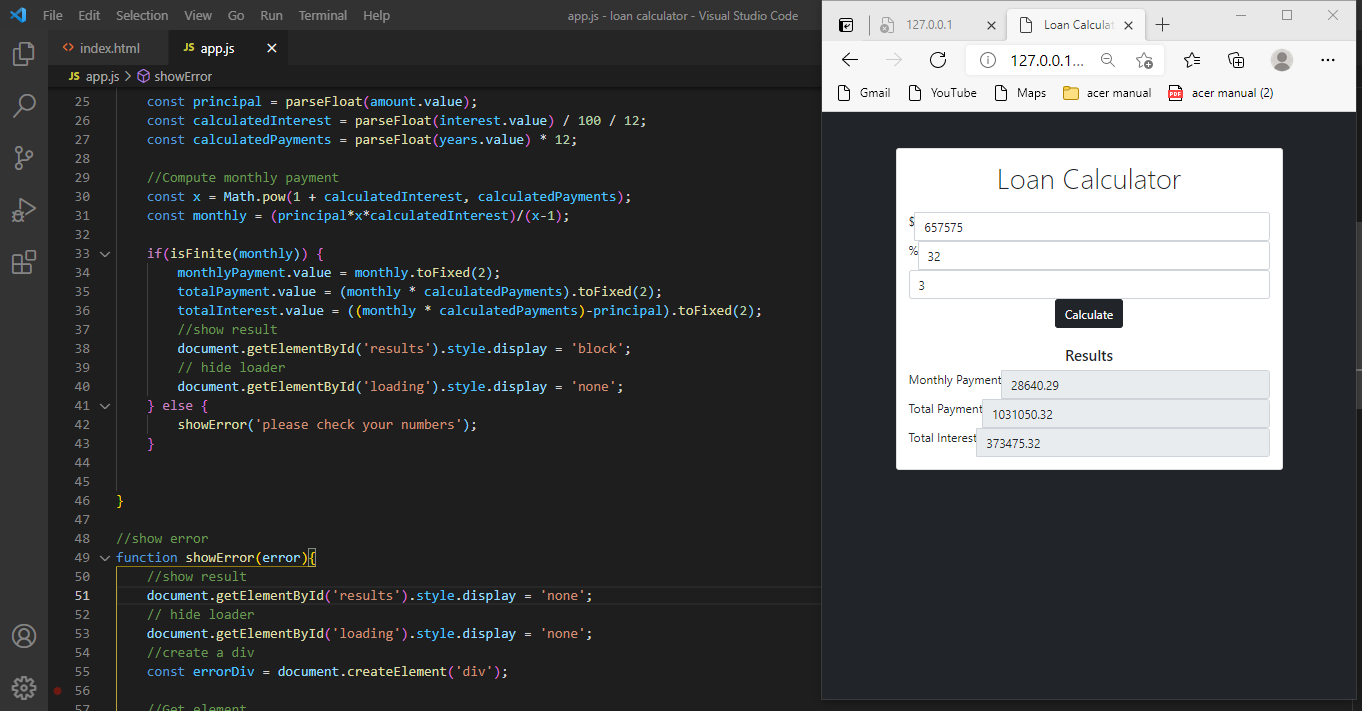 File Edit Selection View Go Run Terminal Help app.js - loan calculator - Visual Studio Code
<> index.html JS app.js ×
JS app.js > showError
25 const principal = parseFloat(amount.value);
26 const calculatedInterest = parseFloat(interest.value) / 100 / 12;
27 const calculatedPayments = parseFloat(years.value) * 12;
28
29 //Compute monthly payment
30 const x = Math.pow(1 + calculatedInterest, calculatedPayments);
31 const monthly = (principal*x*calculatedInterest)/(x-1);
32
33 if(isFinite(monthly)) {
34 monthlyPayment.value = monthly.toFixed(2);
35 totalPayment.value = (monthly * calculatedPayments).toFixed(2);
36 totalInterest.value = ((monthly * calculatedPayments)-principal).toFixed(2);
37 //show result
38 document.getElementById('results').style.display = 'block';
39 // hide loader
40 document.getElementById('loading').style.display = 'none';
41 } else {
42 showError('please check your numbers');
43 }
44
45
46 }
47
48 //show error
49 function showError(error){
50 //show result
51 document.getElementById('results').style.display = 'none';
52 // hide loader
53 document.getElementById('loading').style.display = 'none';
54 //create a div
55 const errorDiv = document.createElement('div');
56
57 //Get element
127.0.0.1 Loan Calculat
127.0.0.1...
Gmail YouTube Maps acer manual PDF acer manual (2)
Loan Calculator
$ 657575
% 32
3
Calculate
Results
Monthly Payment 28640.29
Total Payment 1031050.32
Total Interest 373475.32